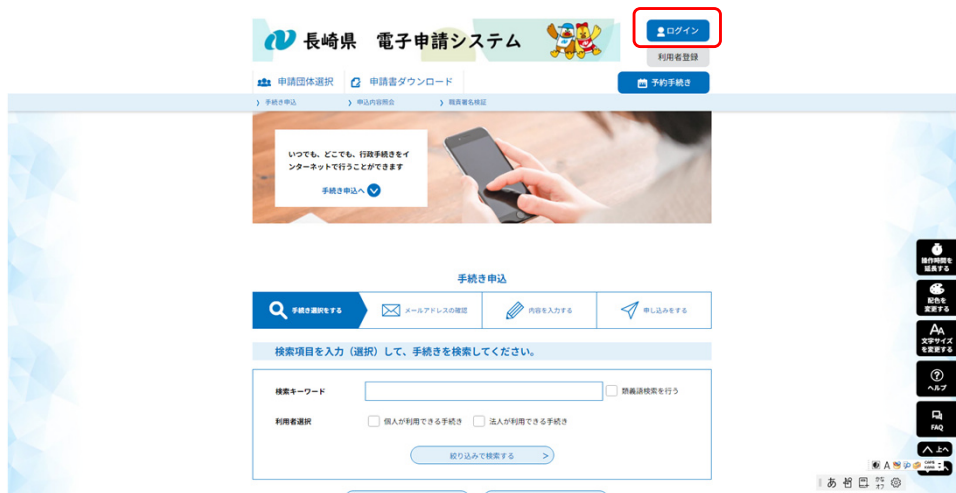 長崎県 電子申請システム
ログイン
利用者登録
申請団体選択
申請書ダウンロード
予約手続き
手続き申込
申込内容照会
職責署名検証
いつでも、どこでも、行政手続きをイ
ンターネットで行うことができます
手続き申込へ
手続き申込
手続き選択をする
メールアドレスの確認
内容を入力する
申し込みをする
検索項目を入力（選択）して、手続きを検索してください。
検索キーワード
類義語検索を行う
利用者選択
個人が利用できる手続き
法人が利用できる手続き
絞り込みで検索する
操作時間を
延長する
配色を
変更する
文字サイズ
を変更する
ヘルプ
FAQ
上へ